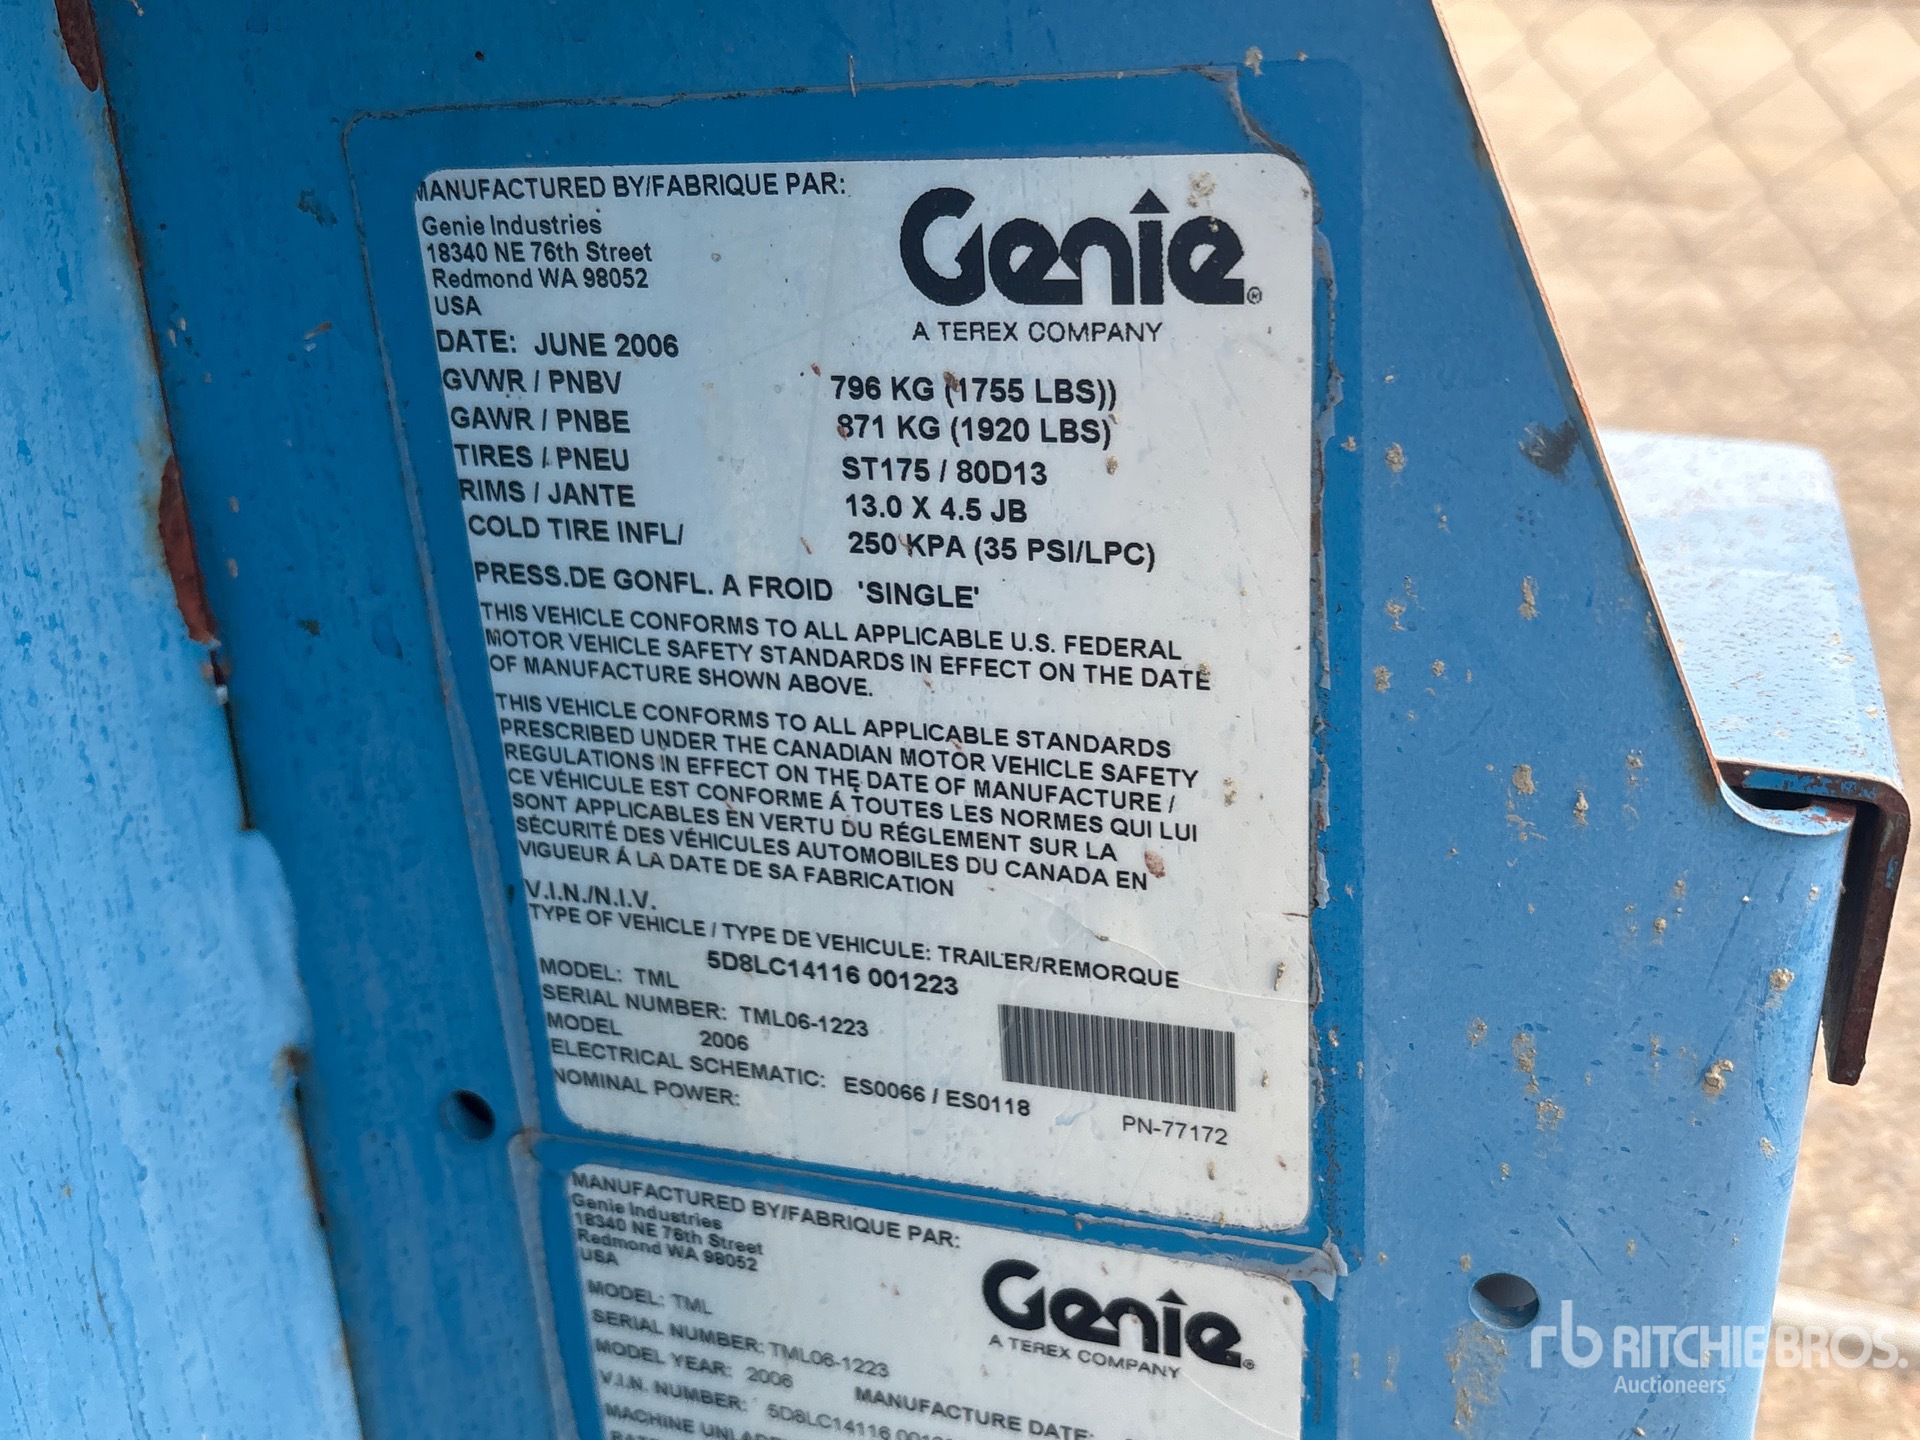 MANUFACTURED BY/FABRIQUE PAR:
Genie Industries
18340 NE 76th Street
Redmond WA 98052
USA
Genie
A TEREX COMPANY
DATE: JUNE 2006
GVWR / PNBV 796 KG (1755 LBS))
GAWR / PNBE 871 KG (1920 LBS)
TIRES / PNEU ST175 / 80D13
RIMS / JANTE 13.0 X 4.5 JB
COLD TIRE INFL/ 250 KPA (35 PSI/LPC)
PRESS.DE GONFL. A FROID 'SINGLE'
THIS VEHICLE CONFORMS TO ALL APPLICABLE U.S. FEDERAL
MOTOR VEHICLE SAFETY STANDARDS IN EFFECT ON THE DATE
OF MANUFACTURE SHOWN ABOVE.
THIS VEHICLE CONFORMS TO ALL APPLICABLE STANDARDS
PRESCRIBED UNDER THE CANADIAN MOTOR VEHICLE SAFETY
REGULATIONS IN EFFECT ON THE DATE OF MANUFACTURE /
CE VÉHICULE EST CONFORME Á TOUTES LES NORMES QUI LUI
SONT APPLICABLES EN VERTU DU RÉGLEMENT SUR LA
SÉCURITÉ DES VÉHICULES AUTOMOBILES DU CANADA EN
VIGUEUR Á LA DATE DE SA FABRICATION
V.I.N./N.I.V.
TYPE OF VEHICLE / TYPE DE VEHICULE: TRAILER/REMORQUE
5D8LC14116 001223
MODEL: TML
SERIAL NUMBER: TML06-1223
MODEL 2006
ELECTRICAL SCHEMATIC: ES0066 / ES0118
NOMINAL POWER:
PN-77172
MANUFACTURED BY/FABRIQUE PAR:
Genie Industries
18340 NE 76th Street
Redmond WA 98052
USA
Genie
A TEREX COMPANY
MODEL: TML
SERIAL NUMBER: TML06-1223
MODEL YEAR: 2006 MANUFACTURE DATE:
V.I.N. NUMBER: 5D8LC14116
MACHINE
rb RITCHIE BROS.
Auctioneers